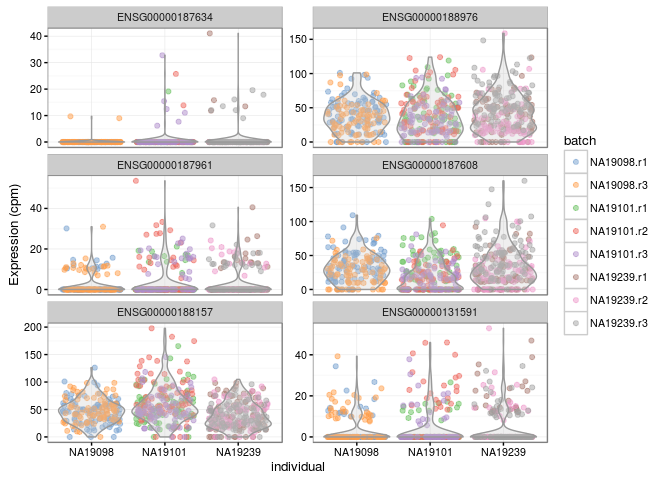 ENSG00000187634
ENSG00000188976
40
30
20
10
0
150
100
50
0
ENSG00000187961
ENSG00000187608
40
20
0
150
100
50
0
ENSG00000188157
ENSG00000131591
200
150
100
50
0
40
20
0
NA19098
NA19101
NA19239
NA19098
NA19101
NA19239
individual
Expression (cpm)
batch
NA19098.r1
NA19098.r3
NA19101.r1
NA19101.r2
NA19101.r3
NA19239.r1
NA19239.r2
NA19239.r3